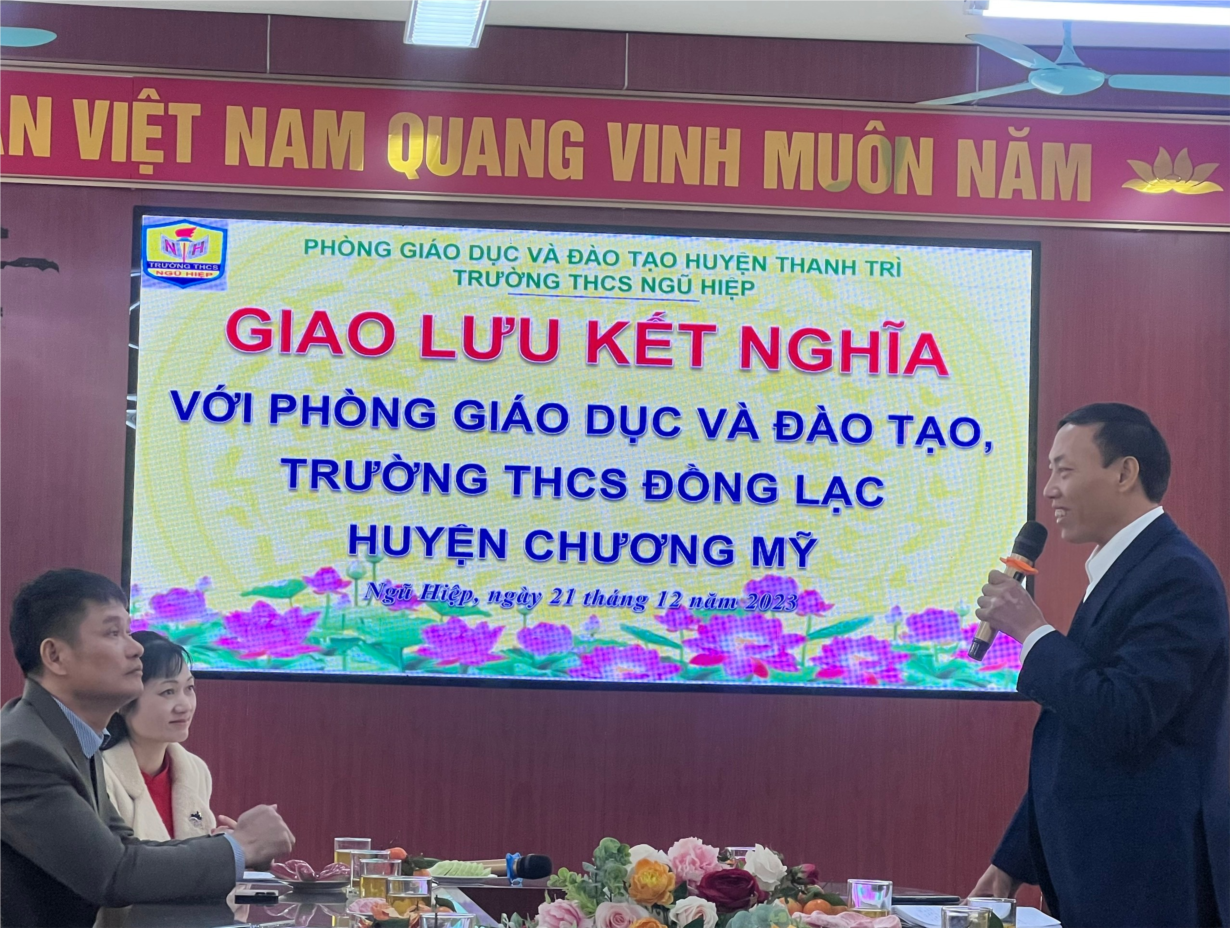 VIỆT NAM QUANG VINH MUÔN NĂM
NTH
TRƯỜNG THCS
NGŨ HIỆP
PHÒNG GIÁO DỤC VÀ ĐÀO TẠO HUYỆN THANH TRÌ
TRƯỜNG THCS NGŨ HIỆP
GIAO LƯU KẾT NGHĨA
VỚI PHÒNG GIÁO DỤC VÀ ĐÀO TẠO,
TRƯỜNG THCS ĐỒNG LẠC
HUYỆN CHƯƠNG MỸ
Ngũ Hiệp, ngày 21 tháng 12 năm 2023